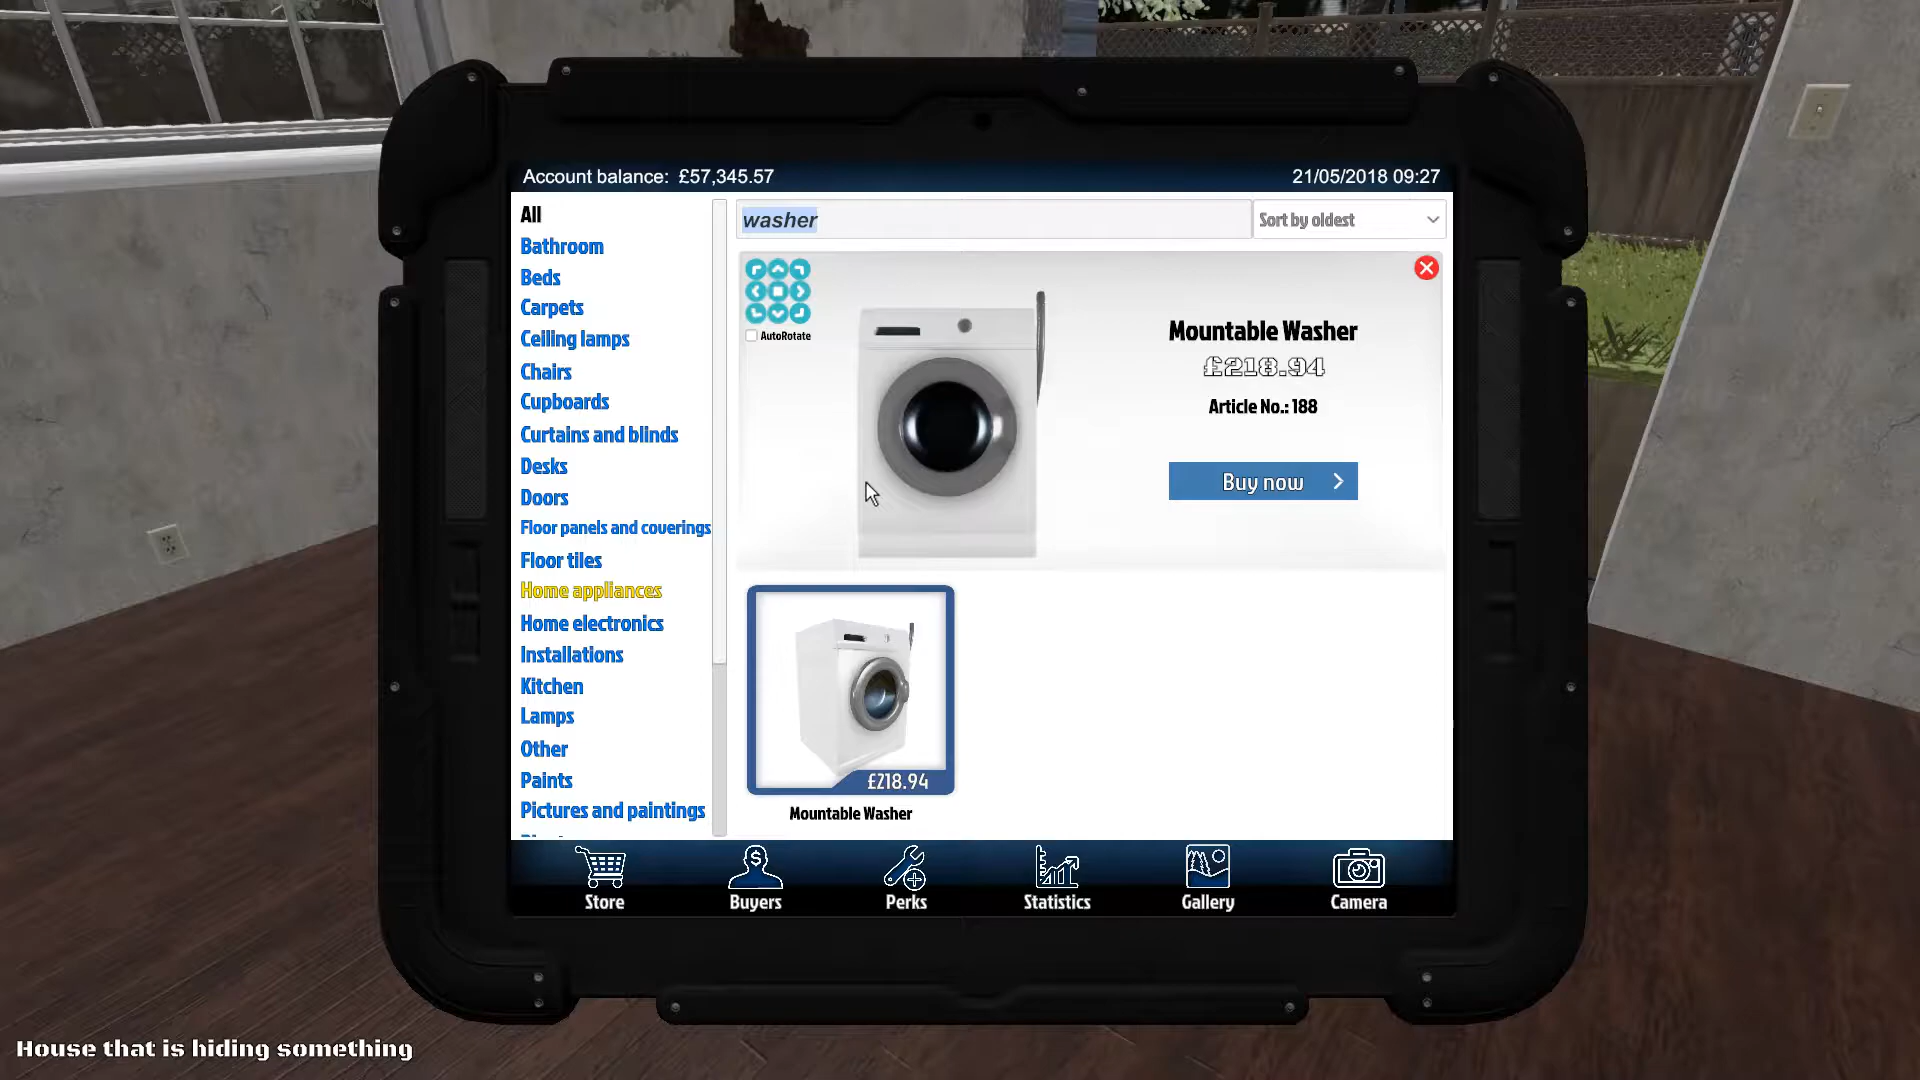 Account balance: £57,345.57
21/05/2018 09:27
All
Bathroom
Beds
Carpets
Ceiling lamps
Chairs
Cupboards
Curtains and blinds
Desks
Doors
Floor panels and coverings
Floor tiles
Home appliances
Home electronics
Installations
Kitchen
Lamps
Other
Paints
Pictures and paintings
washer
Sort by oldest
AutoRotate
Mountable Washer
£218.94
Article No.: 188
Buy now
£218.94
Mountable Washer
Store
Buyers
Perks
Statistics
Gallery
Camera
House that is hiding something